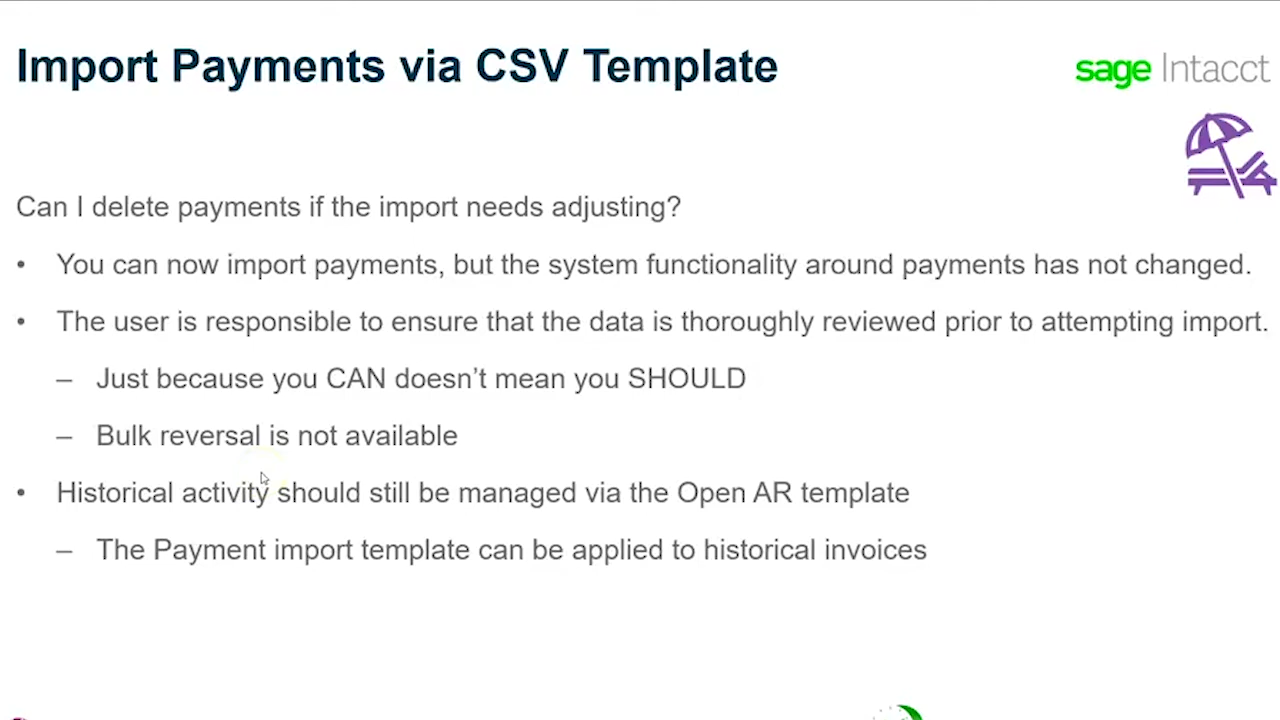 Import Payments via CSV Template
sage Intacct
Can I delete payments if the import needs adjusting?
• You can now import payments, but the system functionality around payments has not changed.
• The user is responsible to ensure that the data is thoroughly reviewed prior to attempting import.
– Just because you CAN doesn’t mean you SHOULD
– Bulk reversal is not available
• Historical activity should still be managed via the Open AR template
– The Payment import template can be applied to historical invoices